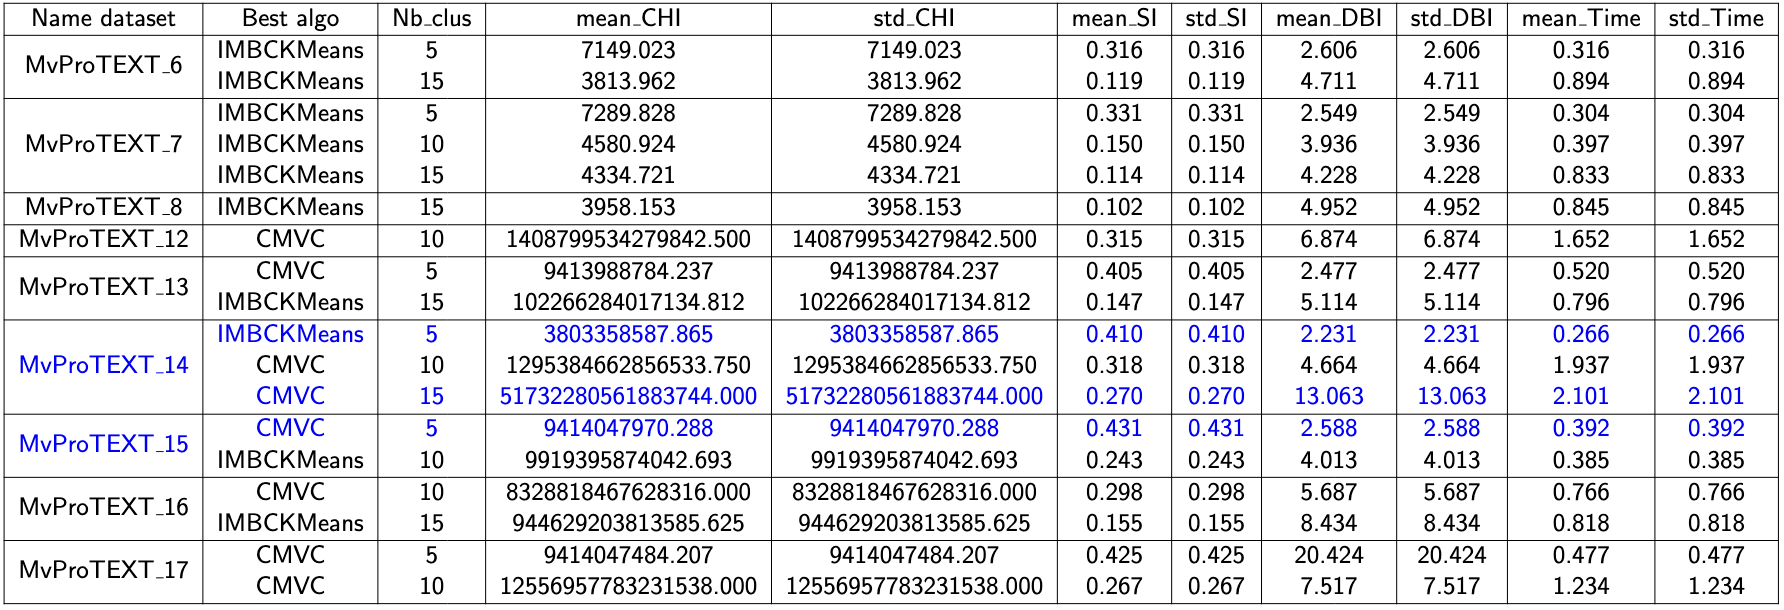 Name dataset Best algo Nb_clus mean_CHI std_CHI mean_SI std_SI mean_DBI std_DBI mean_Time std_Time
MvProTEXT_6 IMBCKMeans 5 7149.023 7149.023 0.316 0.316 2.606 2.606 0.316 0.316
IMBCKMeans 15 3813.962 3813.962 0.119 0.119 4.711 4.711 0.894 0.894
MvProTEXT_7 IMBCKMeans 5 7289.828 7289.828 0.331 0.331 2.549 2.549 0.304 0.304
IMBCKMeans 10 4580.924 4580.924 0.150 0.150 3.936 3.936 0.397 0.397
IMBCKMeans 15 4334.721 4334.721 0.114 0.114 4.228 4.228 0.833 0.833
MvProTEXT_8 IMBCKMeans 15 3958.153 3958.153 0.102 0.102 4.952 4.952 0.845 0.845
MvProTEXT_12 CMVC 10 1408799534279842.500 1408799534279842.500 0.315 0.315 6.874 6.874 1.652 1.652
MvProTEXT_13 CMVC 5 9413988784.237 9413988784.237 0.405 0.405 2.477 2.477 0.520 0.520
IMBCKMeans 15 102266284017134.812 102266284017134.812 0.147 0.147 5.114 5.114 0.796 0.796
MvProTEXT_14 IMBCKMeans 5 3803358587.865 3803358587.865 0.410 0.410 2.231 2.231 0.266 0.266
CMVC 10 1295384662856533.750 1295384662856533.750 0.318 0.318 4.664 4.664 1.937 1.937
CMVC 15 51732280561883744.000 51732280561883744.000 0.270 0.270 13.063 13.063 2.101 2.101
MvProTEXT_15 CMVC 5 9414047970.288 9414047970.288 0.431 0.431 2.588 2.588 0.392 0.392
IMBCKMeans 10 9919395874042.693 9919395874042.693 0.243 0.243 4.013 4.013 0.385 0.385
MvProTEXT_16 CMVC 10 8328818467628316.000 8328818467628316.000 0.298 0.298 5.687 5.687 0.766 0.766
IMBCKMeans 15 944629203813585.625 944629203813585.625 0.155 0.155 8.434 8.434 0.818 0.818
MvProTEXT_17 CMVC 5 9414047484.207 9414047484.207 0.425 0.425 20.424 20.424 0.477 0.477
CMVC 10 12556957783231538.000 12556957783231538.000 0.267 0.267 7.517 7.517 1.234 1.234